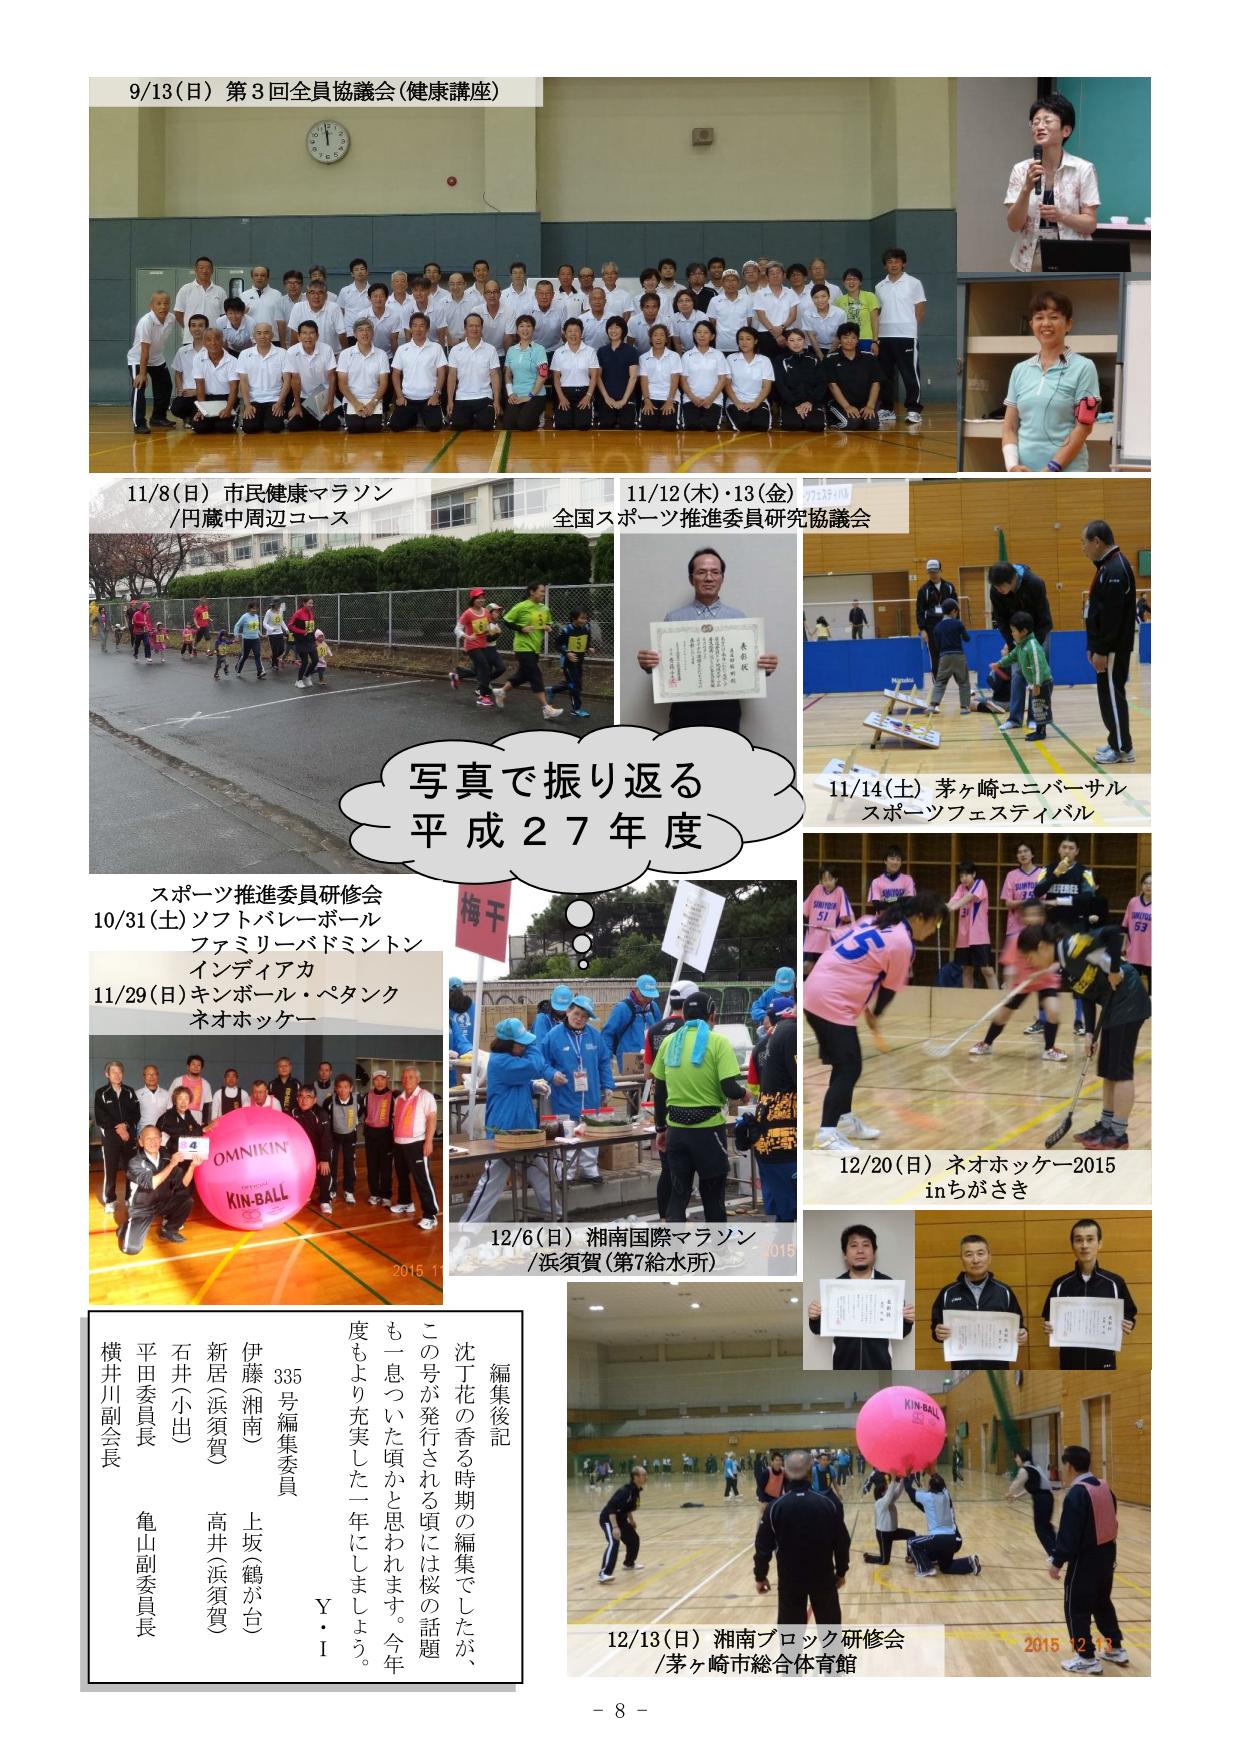 9/13(日) 第3回全員協議会(健康講座)
11/8(日) 市民健康マラソン
/円蔵中周辺コース
11/12(木)・13(金)
全国スポーツ推進委員研究協議会
表彰状
11/14(土) 茅ヶ崎ユニバーサル
スポーツフェスティバル
写真で振り返る
平成27年度
スポーツ推進委員研修会
10/31(土)ソフトバレーボール
ファミリーバドミントン
インディアカ
11/29(日)キンボール・ペタンク
ネオホッケー
OMNIKIN
KIN-BALL
4
梅干
12/6(日) 湘南国際マラソン
/浜須賀(第7給水所)
2015
51
35
REFEREE
53
12/20(日) ネオホッケー2015
inちがさき
KIN-BALL
12/13(日) 湘南ブロック研修会
/茅ヶ崎市総合体育館
2015 12 13
編集後記
沈丁花の香る時期の編集でしたが、
この号が発行される頃には桜の話題
も一息ついた頃かと思われます。今年
度もより充実した一年にしましょう。
Y・I
335号編集委員
伊藤(湘南) 上坂(鶴が台)
新居(浜須賀) 高井(浜須賀)
石井(小出)
平田委員長 亀山副委員長
横井川副会長
- 8 -